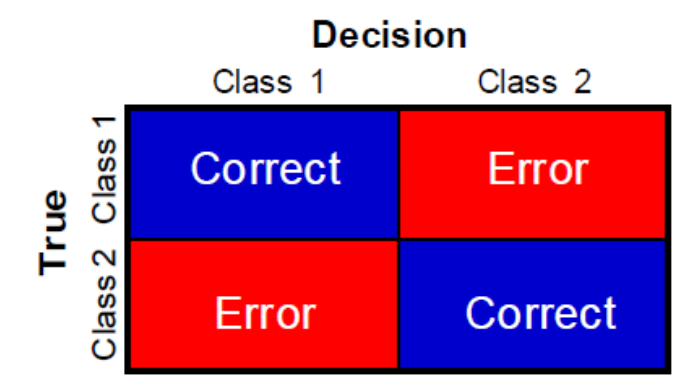 Decision
Class 1 Class 2
True
Class 1
Correct Error
Class 2
Error Correct